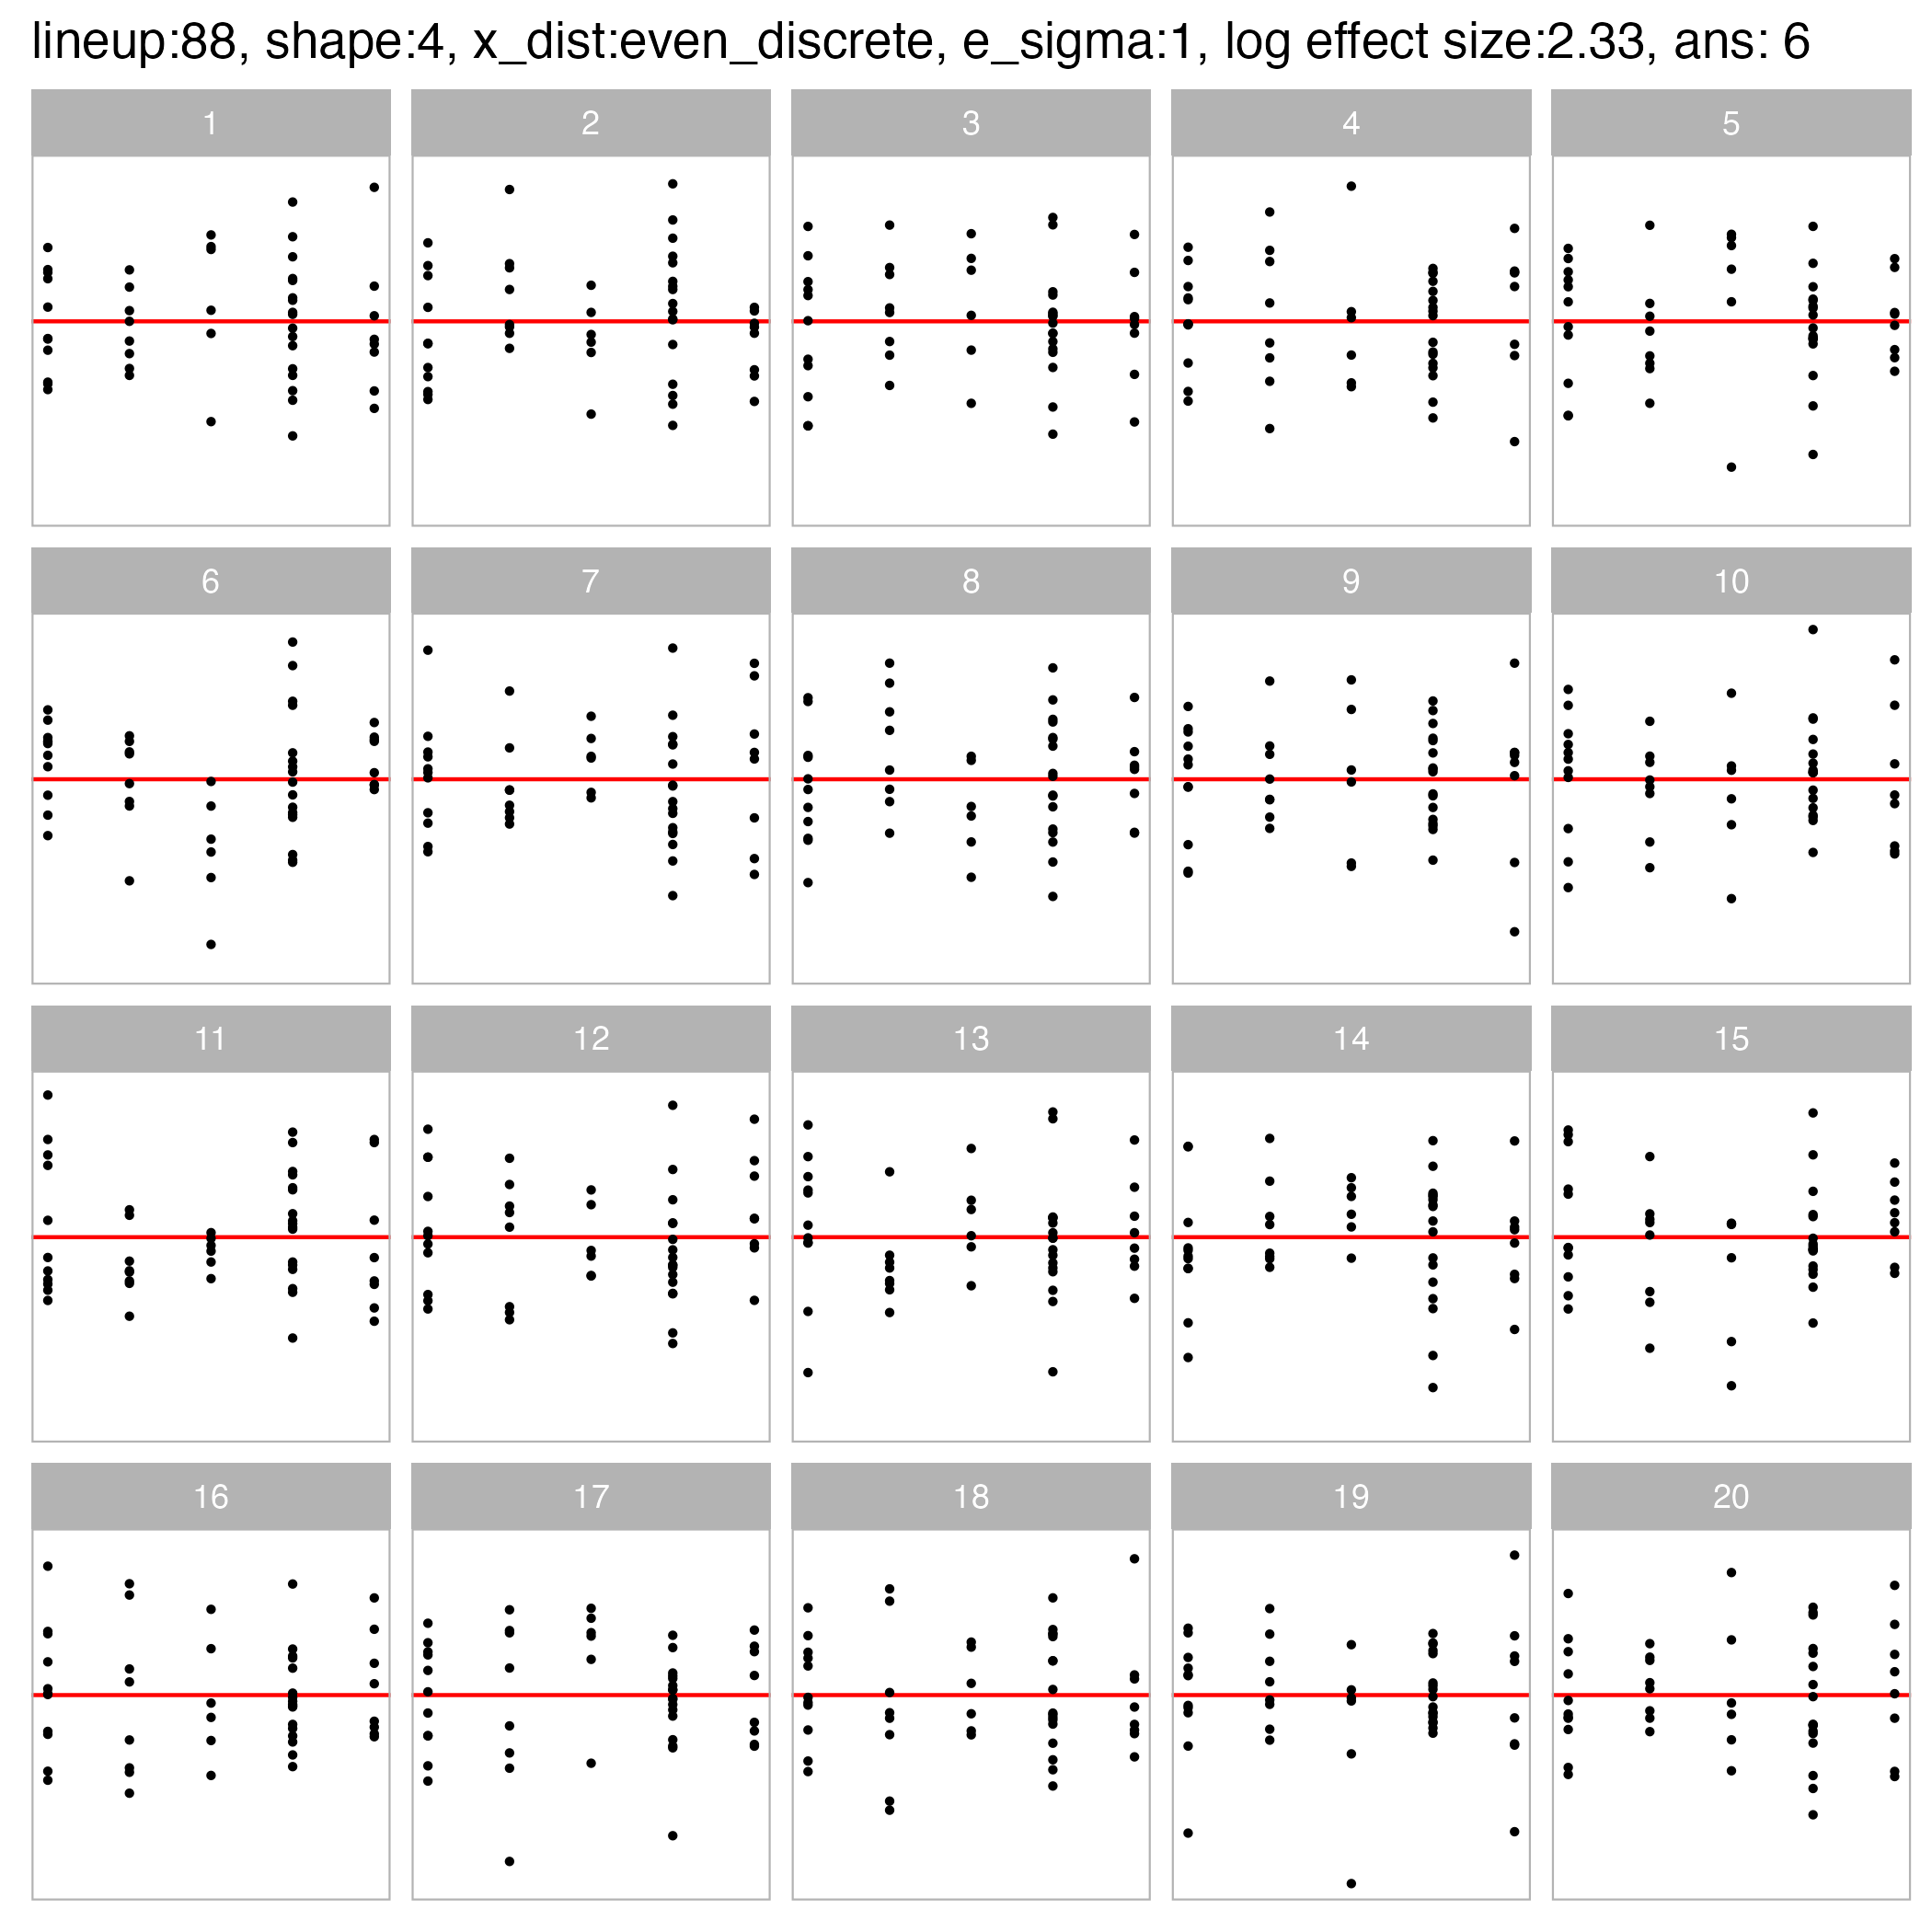 lineup:88, shape:4, x_dist:even_discrete, e_sigma:1, log effect size:2.33, ans: 6
1 2 3 4 5
6 7 8 9 10
11 12 13 14 15
16 17 18 19 20